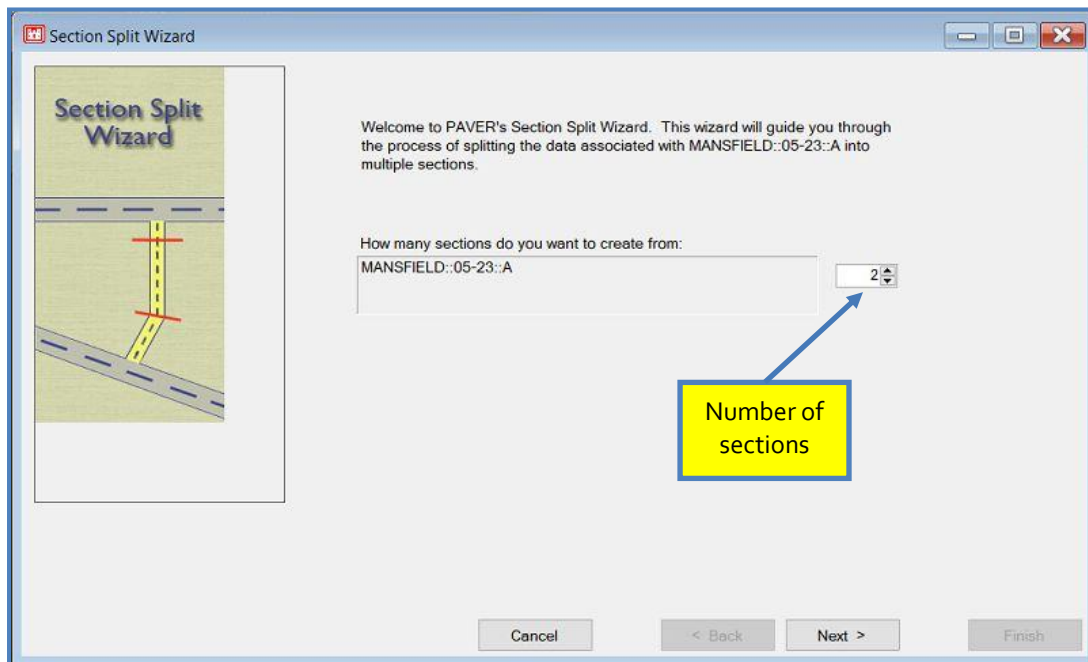 Section Split Wizard
Section Split
Wizard
Welcome to PAVER's Section Split Wizard. This wizard will guide you through
the process of splitting the data associated with MANSFIELD::05-23::A into
multiple sections.
How many sections do you want to create from:
MANSFIELD::05-23::A
2
Number of
sections
Cancel
< Back
Next >
Finish